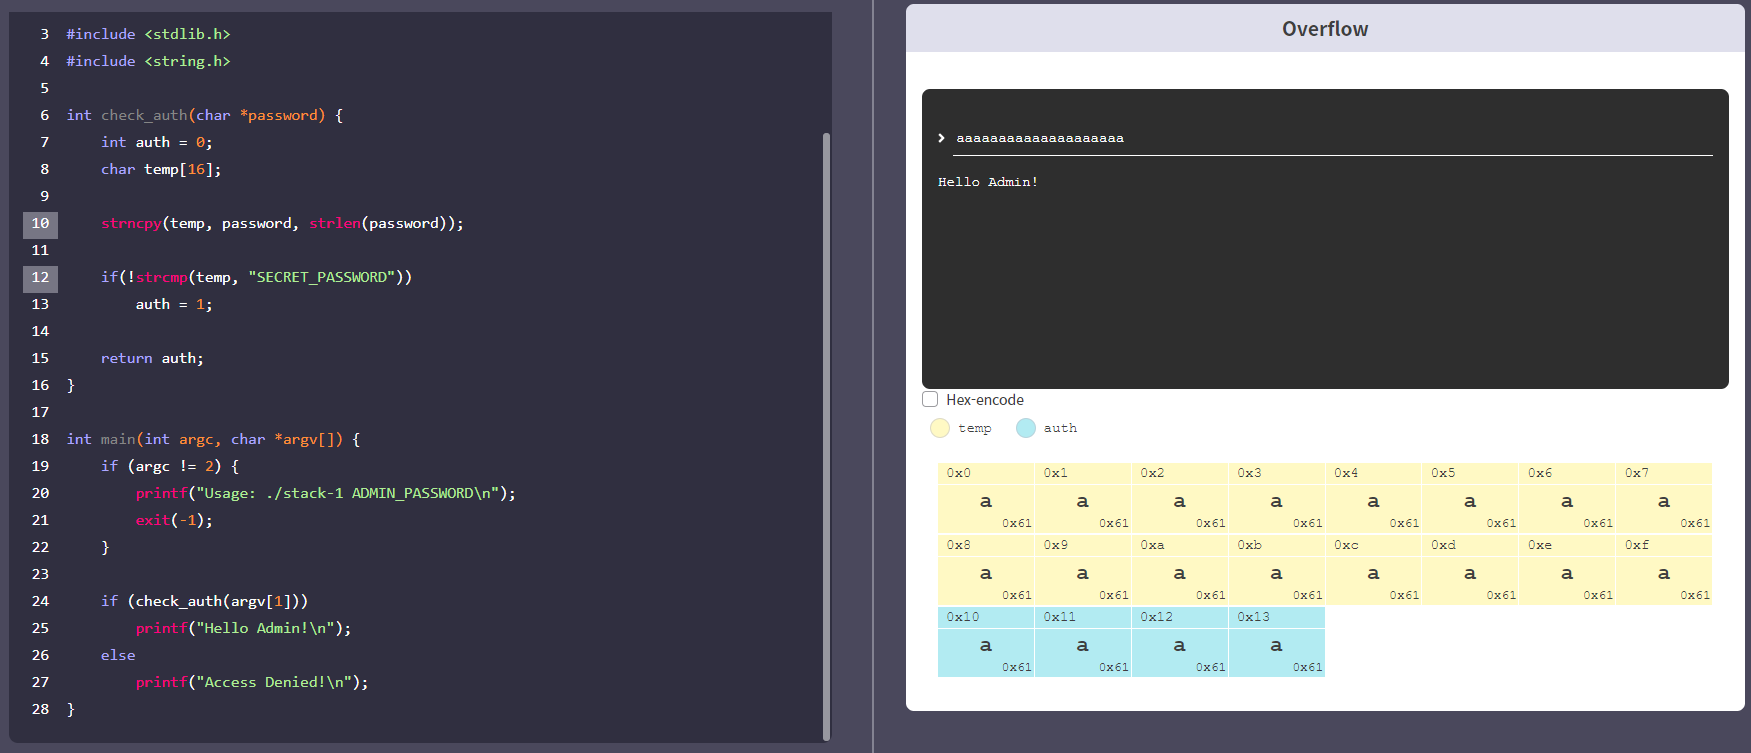 3 #include <stdlib.h>
4 #include <string.h>
5
6 int check_auth(char *password) {
7     int auth = 0;
8     char temp[16];
9
10     strncpy(temp, password, strlen(password));
11
12     if(!strcmp(temp, "SECRET_PASSWORD"))
13         auth = 1;
14
15     return auth;
16 }
17
18 int main(int argc, char *argv[]) {
19     if (argc != 2) {
20         printf("Usage: ./stack-1 ADMIN_PASSWORD\n");
21         exit(-1);
22     }
23
24     if (check_auth(argv[1]))
25         printf("Hello Admin!\n");
26     else
27         printf("Access Denied!\n");
28 }
Overflow
> aaaaaaaaaaaaaaaaaaaa
Hello Admin!
Hex-encode
temp auth
0x0 0x1 0x2 0x3 0x4 0x5 0x6 0x7
a a a a a a a a
0x61 0x61 0x61 0x61 0x61 0x61 0x61 0x61
0x8 0x9 0xa 0xb 0xc 0xd 0xe 0xf
a a a a a a a a
0x61 0x61 0x61 0x61 0x61 0x61 0x61 0x61
0x10 0x11 0x12 0x13
a a a a
0x61 0x61 0x61 0x61